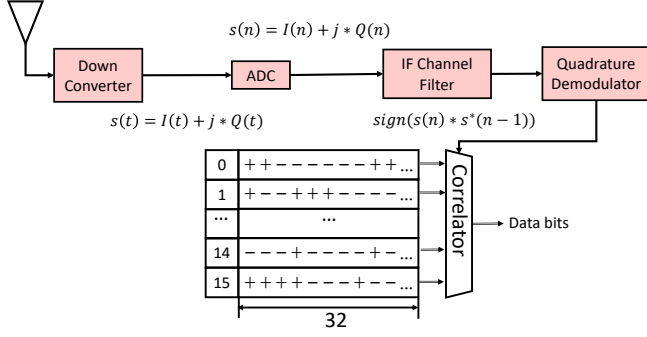 s(n) = I(n) + j * Q(n)
Down
Converter
ADC
IF Channel
Filter
Quadrature
Demodulator
s(t) = I(t) + j * Q(t)
sign(s(n) * s*(n − 1))
0 + + − − − − − − + + ...
1 + − − + + + − − − − ...
... ...
14 − − − + − − − − + − ...
15 + + + + − − − + − − ...
Correlator
Data bits
32